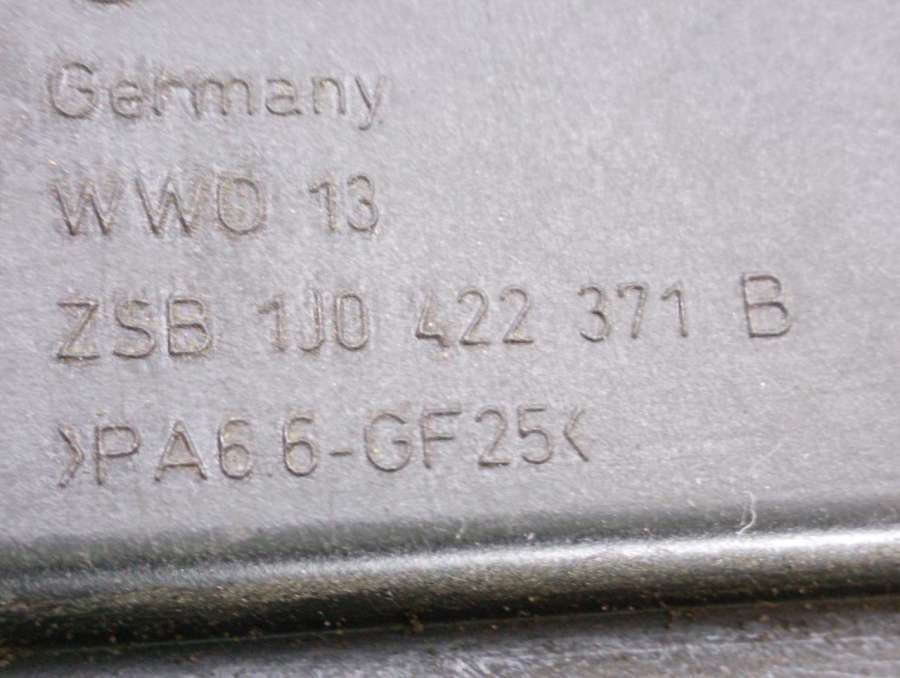 Germany
WWO 13
ZSB 1J0 422 371 B
>PA6.6-GF25<